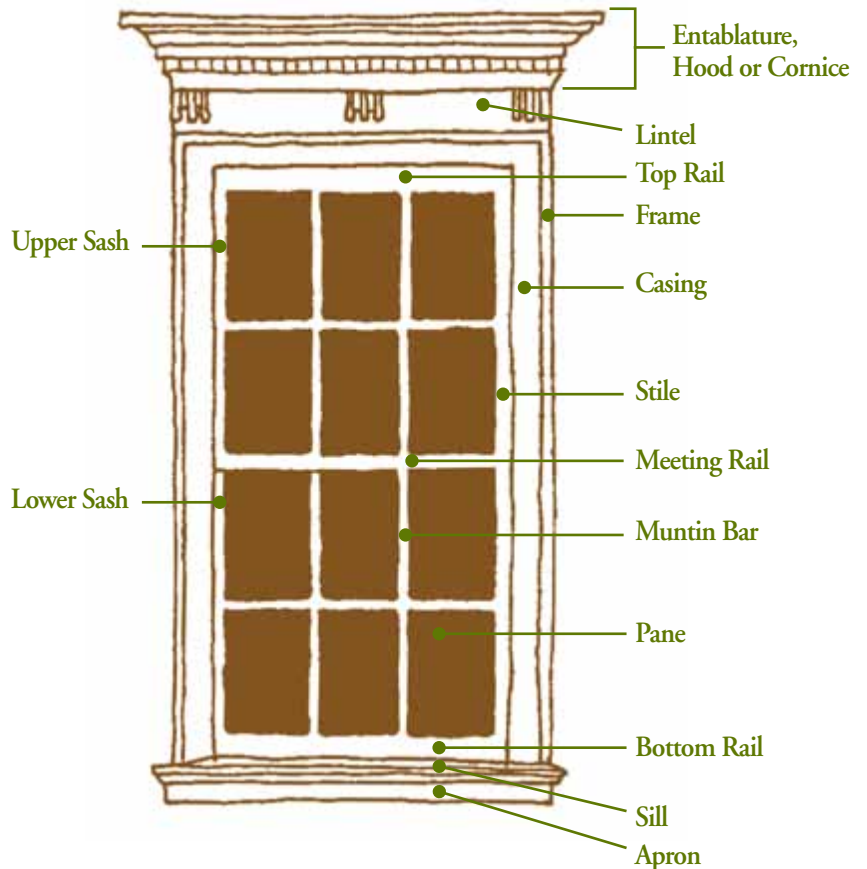 Entablature,
Hood or Cornice
Lintel
Top Rail
Frame
Upper Sash
Casing
Stile
Meeting Rail
Lower Sash
Muntin Bar
Pane
Bottom Rail
Sill
Apron